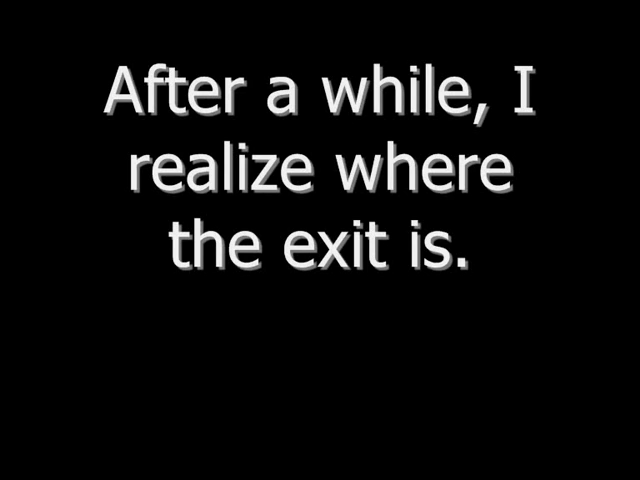 After a while, I
realize where
the exit is.